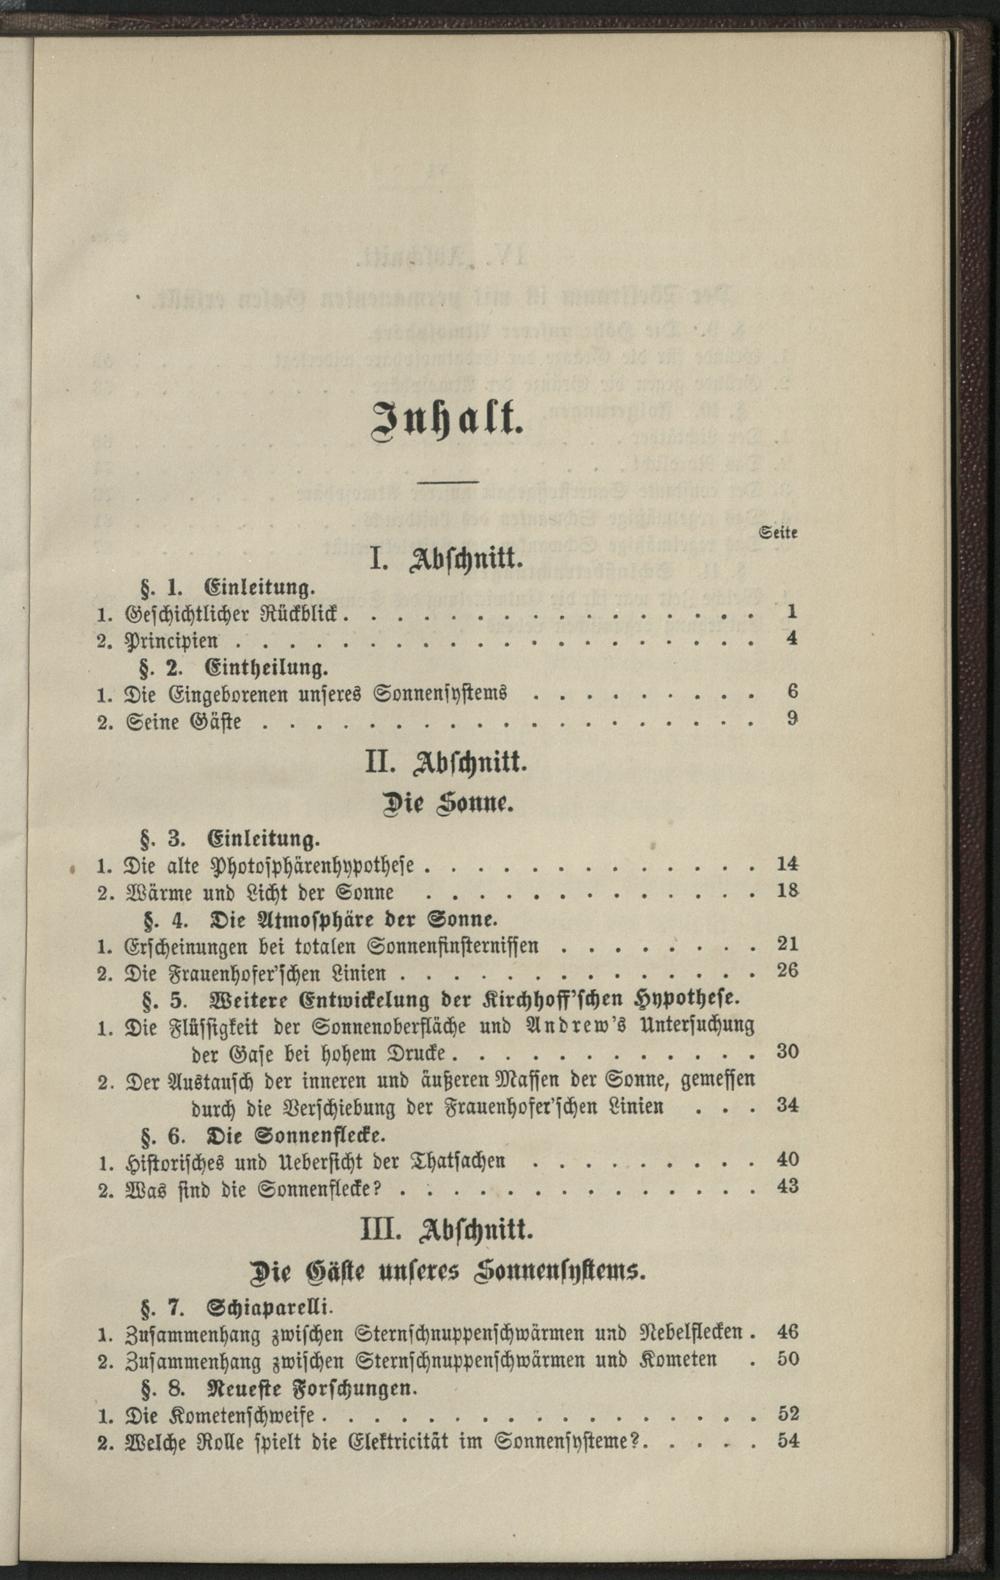 Inhalt.
Seite
I. Abschnitt.
§. 1. Einleitung.
1. Geschichtlicher Rückblick. . . . . . . . . . . . . . . . 1
2. Principien . . . . . . . . . . . . . . . . . . . . 4
§. 2. Eintheilung.
1. Die Eingeborenen unseres Sonnensystems . . . . . . . . . 6
2. Seine Gäste . . . . . . . . . . . . . . . . . . . 9
II. Abschnitt.
Die Sonne.
§. 3. Einleitung.
1. Die alte Photosphärenhypothese . . . . . . . . . . . . . 14
2. Wärme und Licht der Sonne . . . . . . . . . . . . . 18
§. 4. Die Atmosphäre der Sonne.
1. Erscheinungen bei totalen Sonnenfinsternissen . . . . . . . . 21
2. Die Frauenhofer'schen Linien . . . . . . . . . . . . . . 26
§. 5. Weitere Entwickelung der Kirchhoff'schen Hypothese.
1. Die Flüssigkeit der Sonnenoberfläche und Andrew's Untersuchung
der Gase bei hohem Drucke . . . . . . . . . . . . 30
2. Der Austausch der inneren und äußeren Massen der Sonne, gemessen
durch die Verschiebung der Frauenhofer'schen Linien . . . 34
§. 6. Die Sonnenflecke.
1. Historisches und Uebersicht der Thatsachen . . . . . . . . . 40
2. Was sind die Sonnenflecke? . . . . . . . . . . . . . . 43
III. Abschnitt.
Die Gäste unseres Sonnensystems.
§. 7. Schiaparelli.
1. Zusammenhang zwischen Sternschnuppenschwärmen und Nebelflecken . 46
2. Zusammenhang zwischen Sternschnuppenschwärmen und Kometen . 50
§. 8. Neueste Forschungen.
1. Die Kometenschweife . . . . . . . . . . . . . . . . . 52
2. Welche Rolle spielt die Elektricität im Sonnensysteme? . . . . . 54